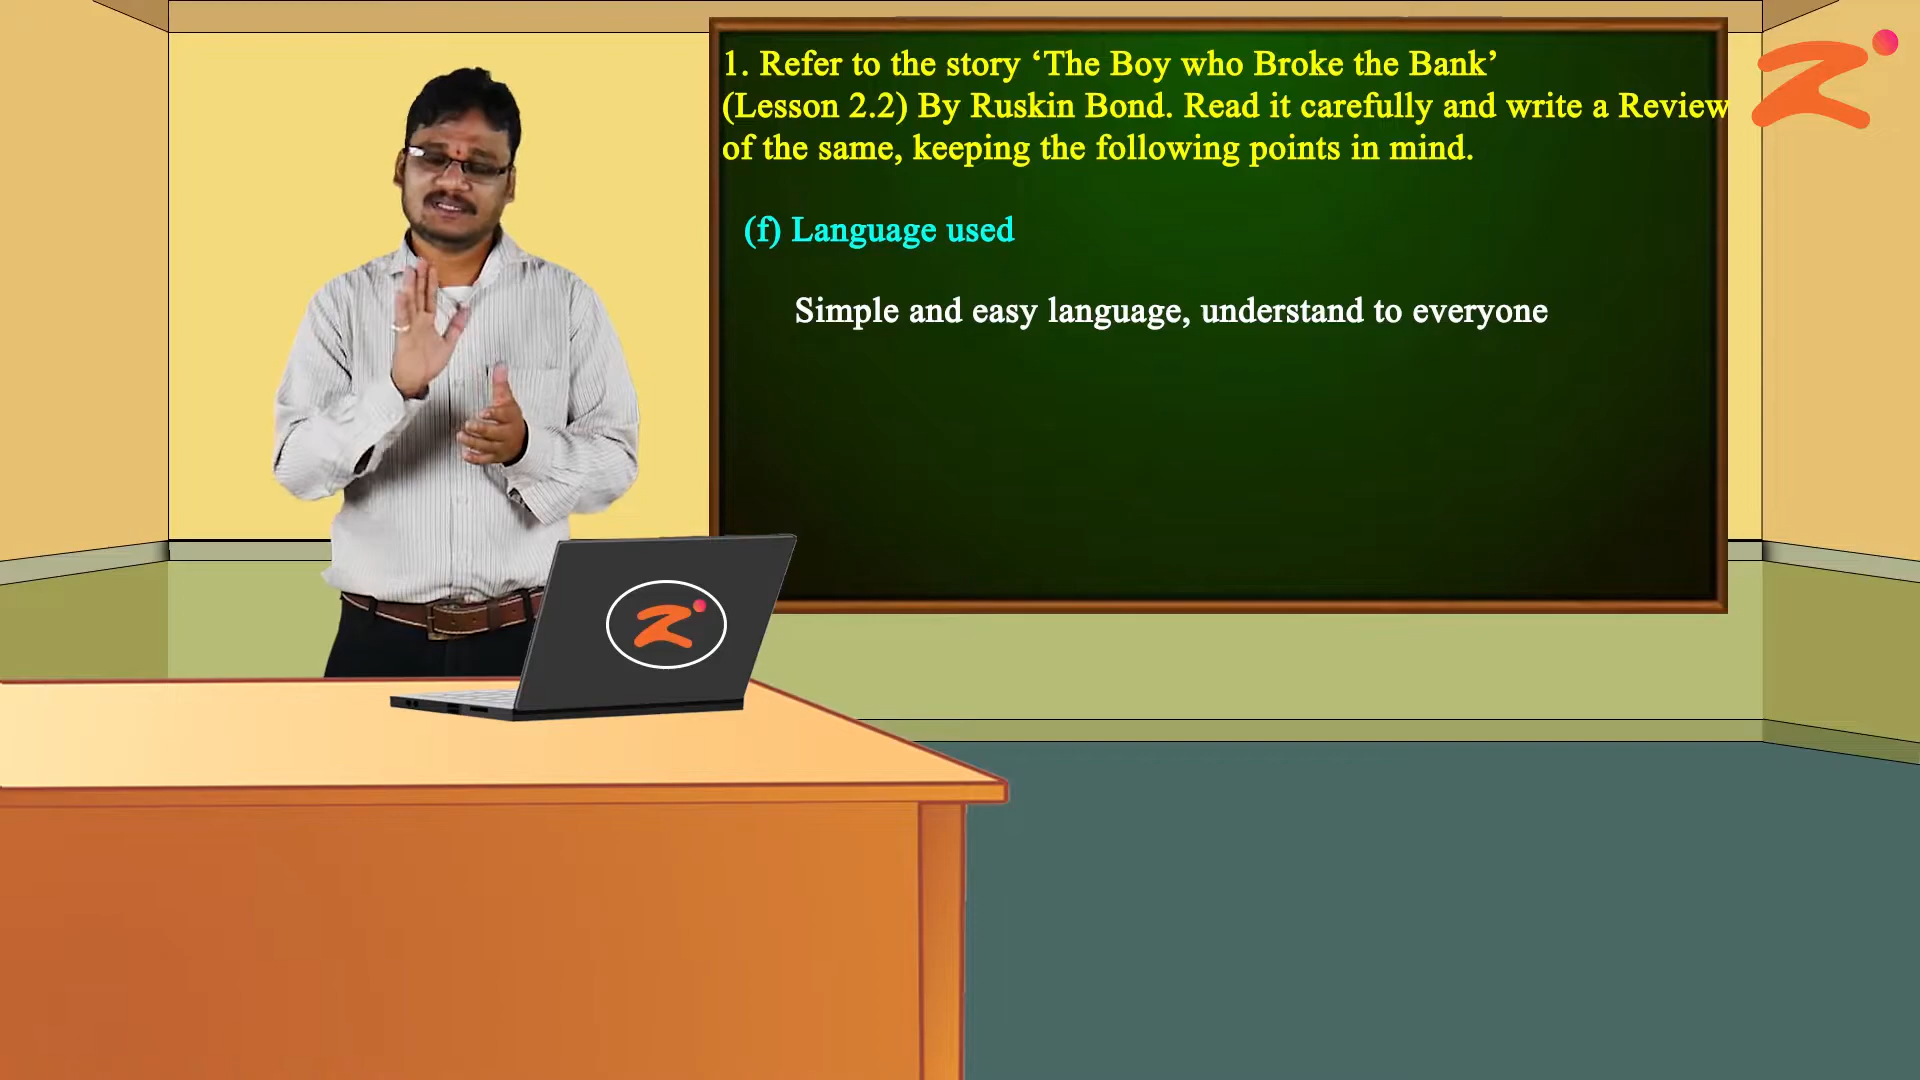 1. Refer to the story ‘The Boy who Broke the Bank’
(Lesson 2.2) By Ruskin Bond. Read it carefully and write a Review
of the same, keeping the following points in mind.
(f) Language used
Simple and easy language, understand to everyone